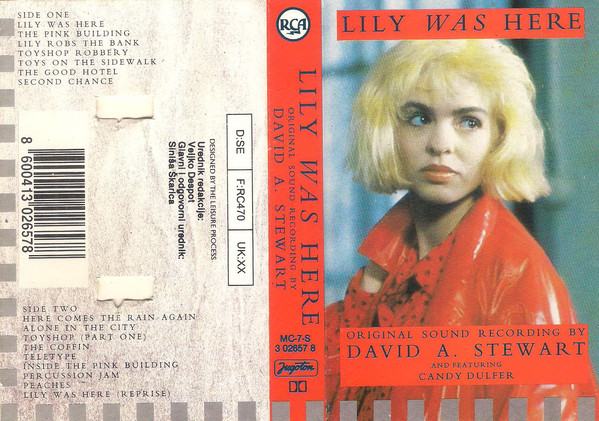 SIDE ONE
LILY WAS HERE
THE PINK BUILDING
LILY ROBS THE BANK
TOYSHOP ROBBERY
TOYS ON THE SIDEWALK
THE GOOD HOTEL
SECOND CHANCE
8 600413 026578
SIDE TWO
HERE COMES THE RAIN AGAIN
ALONE IN THE CITY
TOYSHOP (PART ONE)
THE COFFIN
TELETYPE
INSIDE THE PINK BUILDING
PERCUSSION JAM
PEACHES
LILY WAS HERE (REPRISE)
D:SE
F:RC470
UK:XX
DESIGNED BY THE LEISURE PROCESS.
Urednik redakcije:
Veljko Despot
Glavni i odgovorni urednik:
Siniša Škarica
RCA
LILY WAS HERE
ORIGINAL SOUND RECORDING BY
DAVID A. STEWART
MC-7-S
3 02657 8
Jugoton
LILY WAS HERE
ORIGINAL SOUND RECORDING BY
DAVID A. STEWART
AND FEATURING
CANDY DULFER